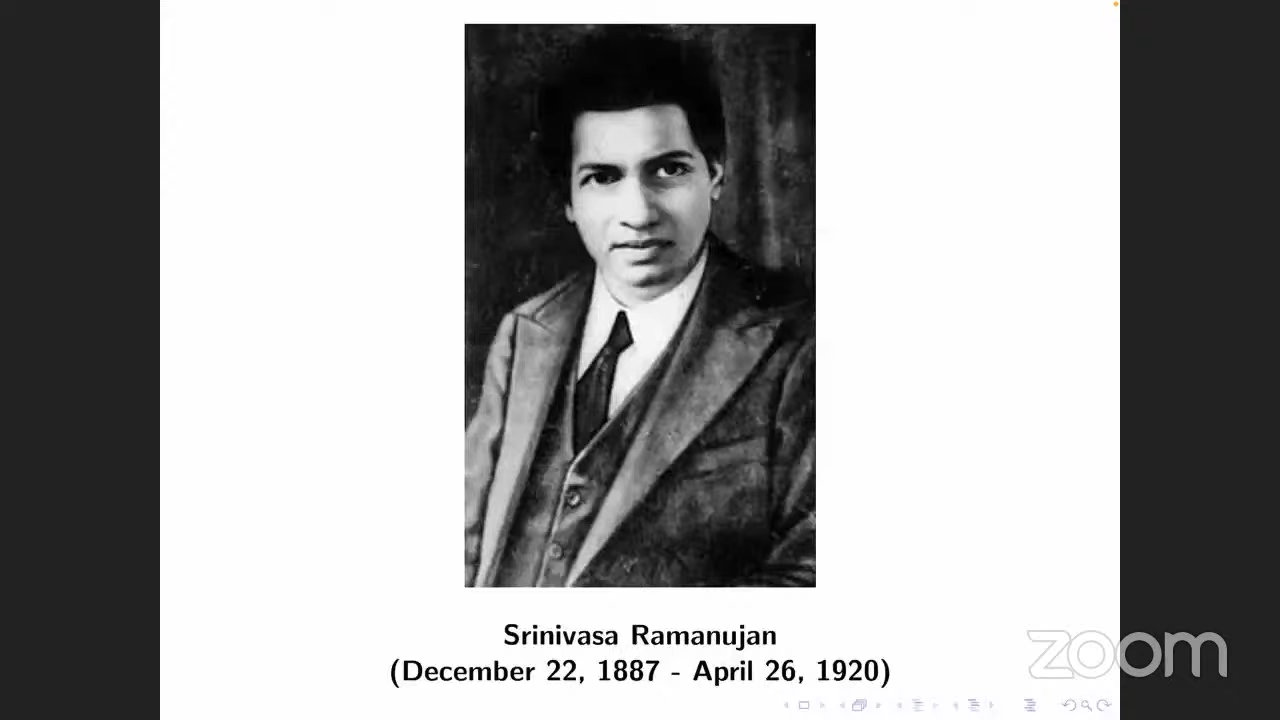 Srinivasa Ramanujan
(December 22, 1887 - April 26, 1920)
zoom